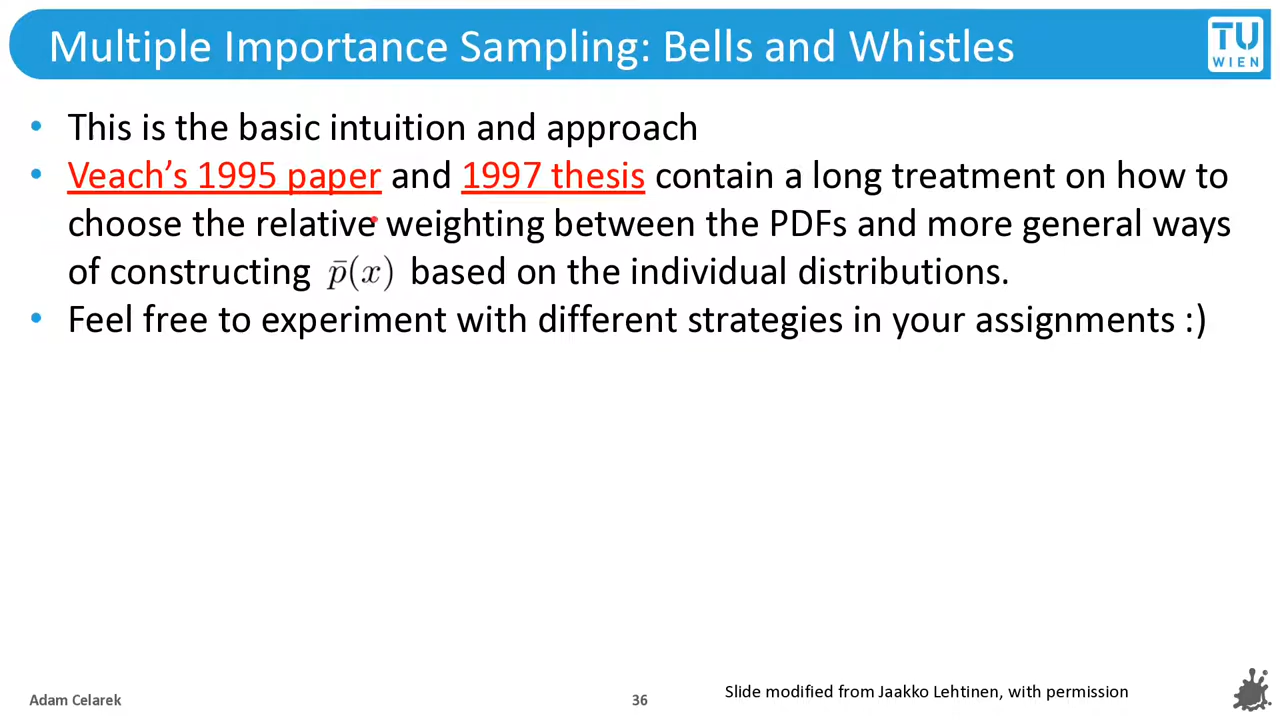 Multiple Importance Sampling: Bells and Whistles
TU
WIEN
• This is the basic intuition and approach
• Veach’s 1995 paper and 1997 thesis contain a long treatment on how to
choose the relative weighting between the PDFs and more general ways
of constructing p̄(x) based on the individual distributions.
• Feel free to experiment with different strategies in your assignments :)
Adam Celarek
36
Slide modified from Jaakko Lehtinen, with permission